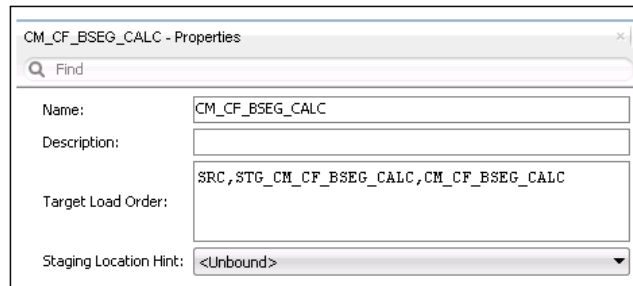 CM_CF_BSEG_CALC - Properties
Find
Name: CM_CF_BSEG_CALC
Description:
Target Load Order: SRC,STG_CM_CF_BSEG_CALC,CM_CF_BSEG_CALC
Staging Location Hint: <Unbound>